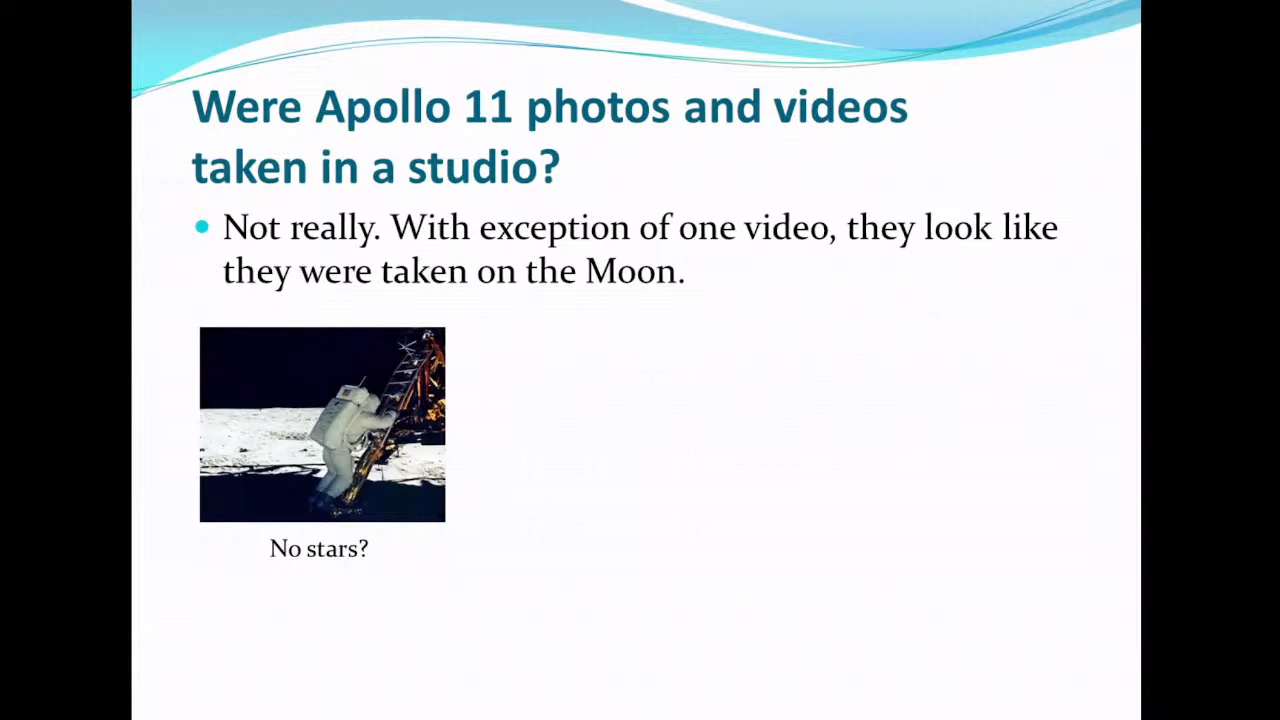 Were Apollo 11 photos and videos
taken in a studio?
Not really. With exception of one video, they look like
they were taken on the Moon.
No stars?